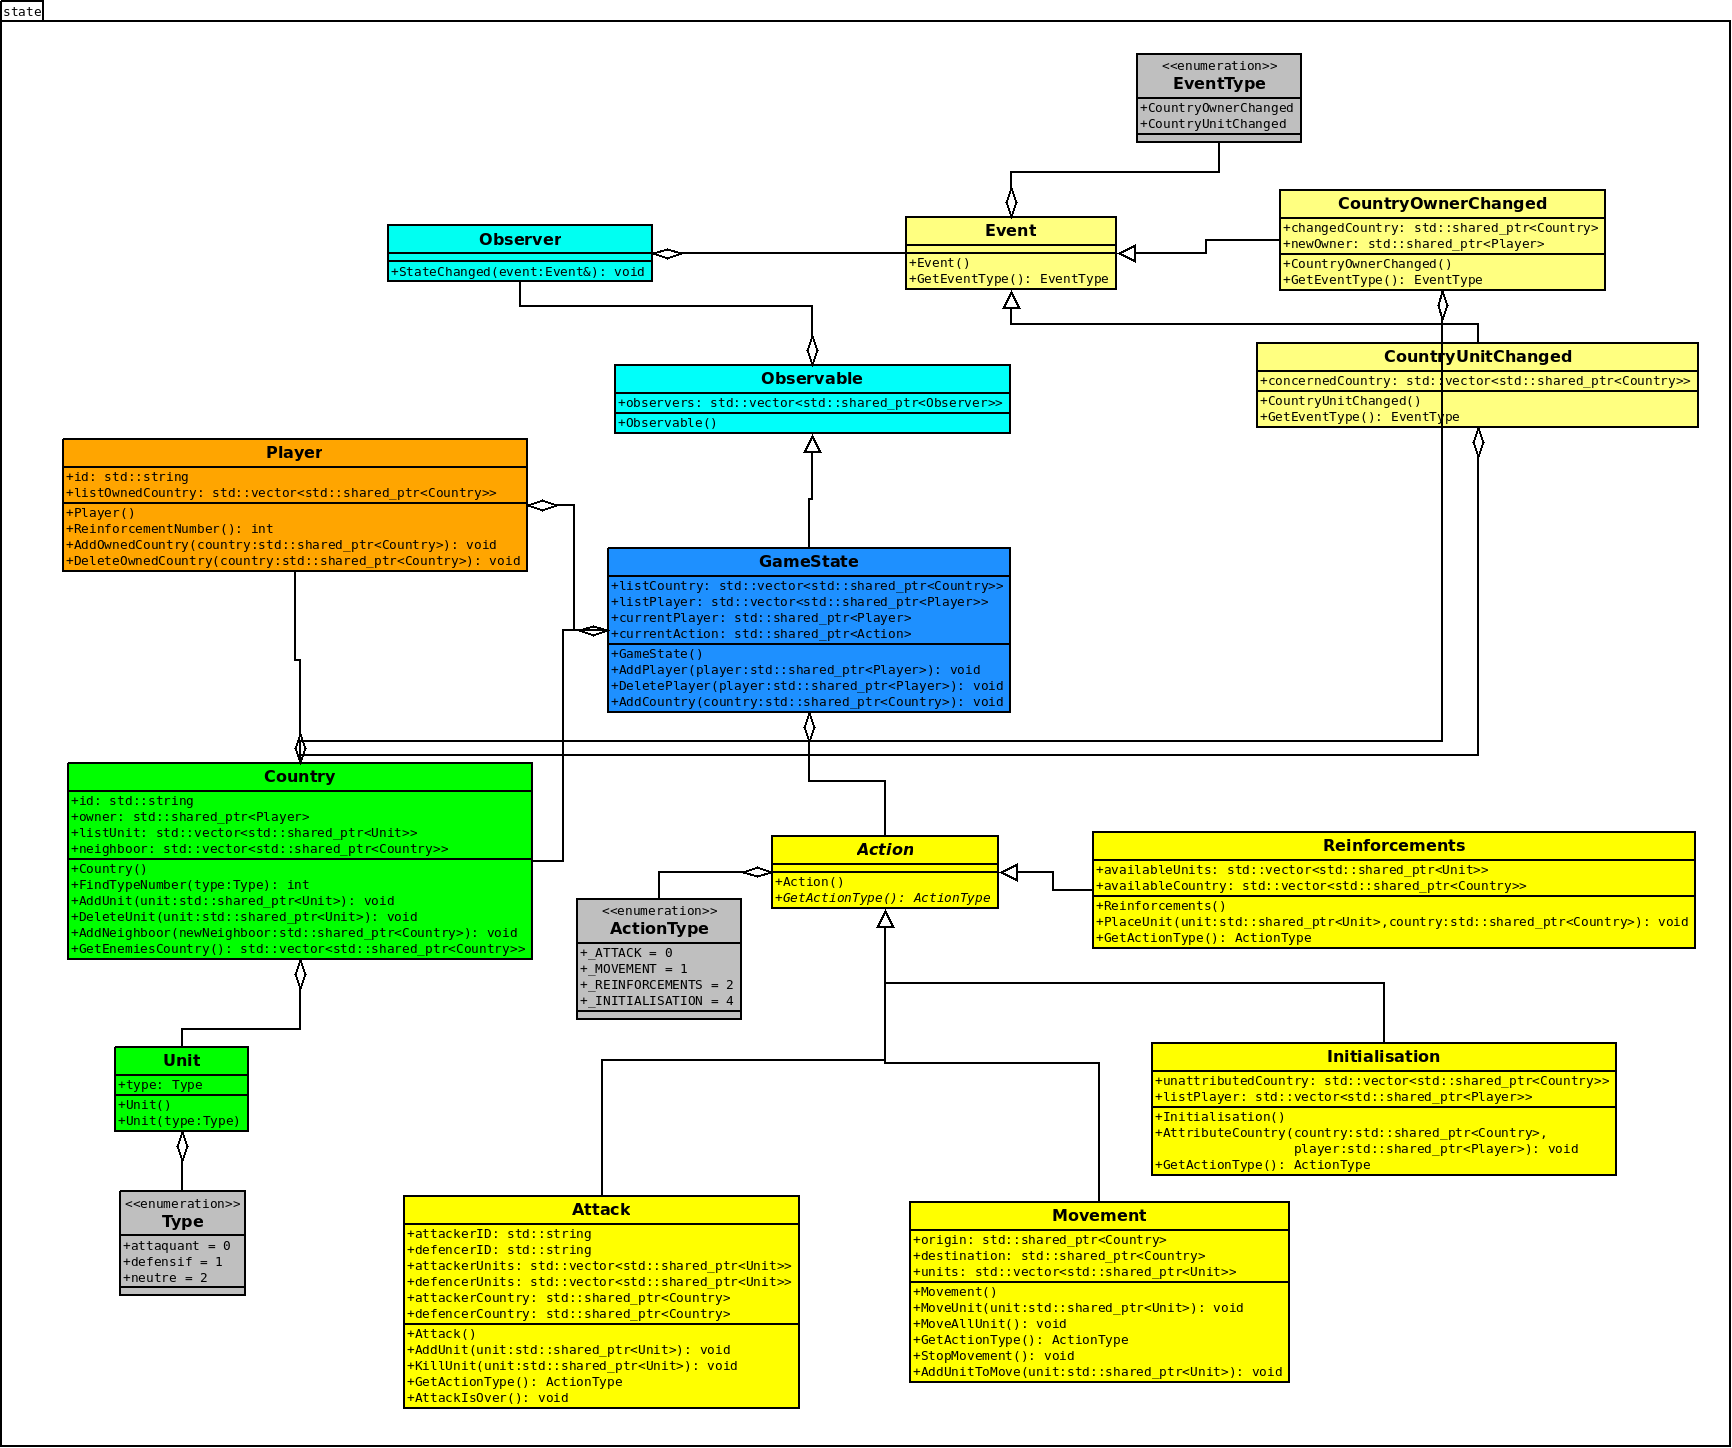 state
<<enumeration>>
EventType
+CountryOwnerChanged
+CountryUnitChanged
Observer
+StateChanged(event:Event&): void
Event
+Event()
+GetEventType(): EventType
CountryOwnerChanged
+changedCountry: std::shared_ptr<Country>
+newOwner: std::shared_ptr<Player>
+CountryOwnerChanged()
+GetEventType(): EventType
Observable
+observers: std::vector<std::shared_ptr<Observer>>
+Observable()
CountryUnitChanged
+concernedCountry: std::vector<std::shared_ptr<Country>>
+CountryUnitChanged()
+GetEventType(): EventType
Player
+id: std::string
+listOwnedCountry: std::vector<std::shared_ptr<Country>>
+Player()
+ReinforcementNumber(): int
+AddOwnedCountry(country:std::shared_ptr<Country>): void
+DeleteOwnedCountry(country:std::shared_ptr<Country>): void
GameState
+listCountry: std::vector<std::shared_ptr<Country>>
+listPlayer: std::vector<std::shared_ptr<Player>>
+currentPlayer: std::shared_ptr<Player>
+currentAction: std::shared_ptr<Action>
+GameState()
+AddPlayer(player:std::shared_ptr<Player>): void
+DeletePlayer(player:std::shared_ptr<Player>): void
+AddCountry(country:std::shared_ptr<Country>): void
Country
+id: std::string
+owner: std::shared_ptr<Player>
+listUnit: std::vector<std::shared_ptr<Unit>>
+neighboor: std::vector<std::shared_ptr<Country>>
+Country()
+FindTypeNumber(type:Type): int
+AddUnit(unit:std::shared_ptr<Unit>): void
+DeleteUnit(unit:std::shared_ptr<Unit>): void
+AddNeighboor(newNeighboor:std::shared_ptr<Country>): void
+GetEnemiesCountry(): std::vector<std::shared_ptr<Country>>
Action
+Action()
+GetActionType(): ActionType
Reinforcements
+availableUnits: std::vector<std::shared_ptr<Unit>>
+availableCountry: std::vector<std::shared_ptr<Country>>
+Reinforcements()
+PlaceUnit(unit:std::shared_ptr<Unit>,country:std::shared_ptr<Country>): void
+GetActionType(): ActionType
<<enumeration>>
ActionType
+_ATTACK = 0
+_MOVEMENT = 1
+_REINFORCEMENTS = 2
+_INITIALISATION = 4
Unit
+type: Type
+Unit()
+Unit(type:Type)
Initialisation
+unattributedCountry: std::vector<std::shared_ptr<Country>>
+listPlayer: std::vector<std::shared_ptr<Player>>
+Initialisation()
+AttributeCountry(country:std::shared_ptr<Country>,
player:std::shared_ptr<Player>): void
+GetActionType(): ActionType
<<enumeration>>
Type
+attaquant = 0
+defensif = 1
+neutre = 2
Attack
+attackerID: std::string
+defencerID: std::string
+attackerUnits: std::vector<std::shared_ptr<Unit>>
+defencerUnits: std::vector<std::shared_ptr<Unit>>
+attackerCountry: std::shared_ptr<Country>
+defencerCountry: std::shared_ptr<Country>
+Attack()
+AddUnit(unit:std::shared_ptr<Unit>): void
+KillUnit(unit:std::shared_ptr<Unit>): void
+GetActionType(): ActionType
+AttackIsOver(): void
Movement
+origin: std::shared_ptr<Country>
+destination: std::shared_ptr<Country>
+units: std::vector<std::shared_ptr<Unit>>
+Movement()
+MoveUnit(unit:std::shared_ptr<Unit>): void
+MoveAllUnit(): void
+GetActionType(): ActionType
+StopMovement(): void
+AddUnitToMove(unit:std::shared_ptr<Unit>): void